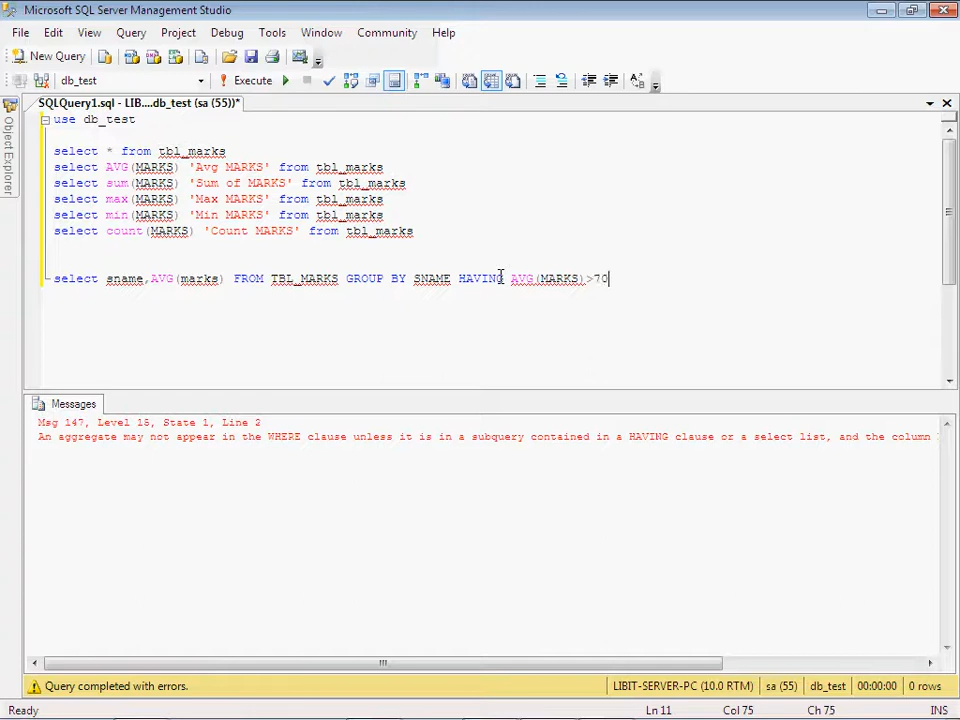 Microsoft SQL Server Management Studio
File Edit View Query Project Debug Tools Window Community Help
New Query
db_test Execute
SQLQuery1.sql - LIB....db_test (sa (55))*
Object Explorer
use db_test
select * from tbl_marks
select AVG(MARKS) 'Avg MARKS' from tbl_marks
select sum(MARKS) 'Sum of MARKS' from tbl_marks
select max(MARKS) 'Max MARKS' from tbl_marks
select min(MARKS) 'Min MARKS' from tbl_marks
select count(MARKS) 'Count MARKS' from tbl_marks
select sname,AVG(marks) FROM TBL_MARKS GROUP BY SNAME HAVING AVG(MARKS)>70
Messages
Msg 147, Level 15, State 1, Line 2
An aggregate may not appear in the WHERE clause unless it is in a subquery contained in a HAVING clause or a select list, and the column
Query completed with errors. LIBIT-SERVER-PC (10.0 RTM) sa (55) db_test 00:00:00 0 rows
Ready Ln 11 Col 75 Ch 75 INS